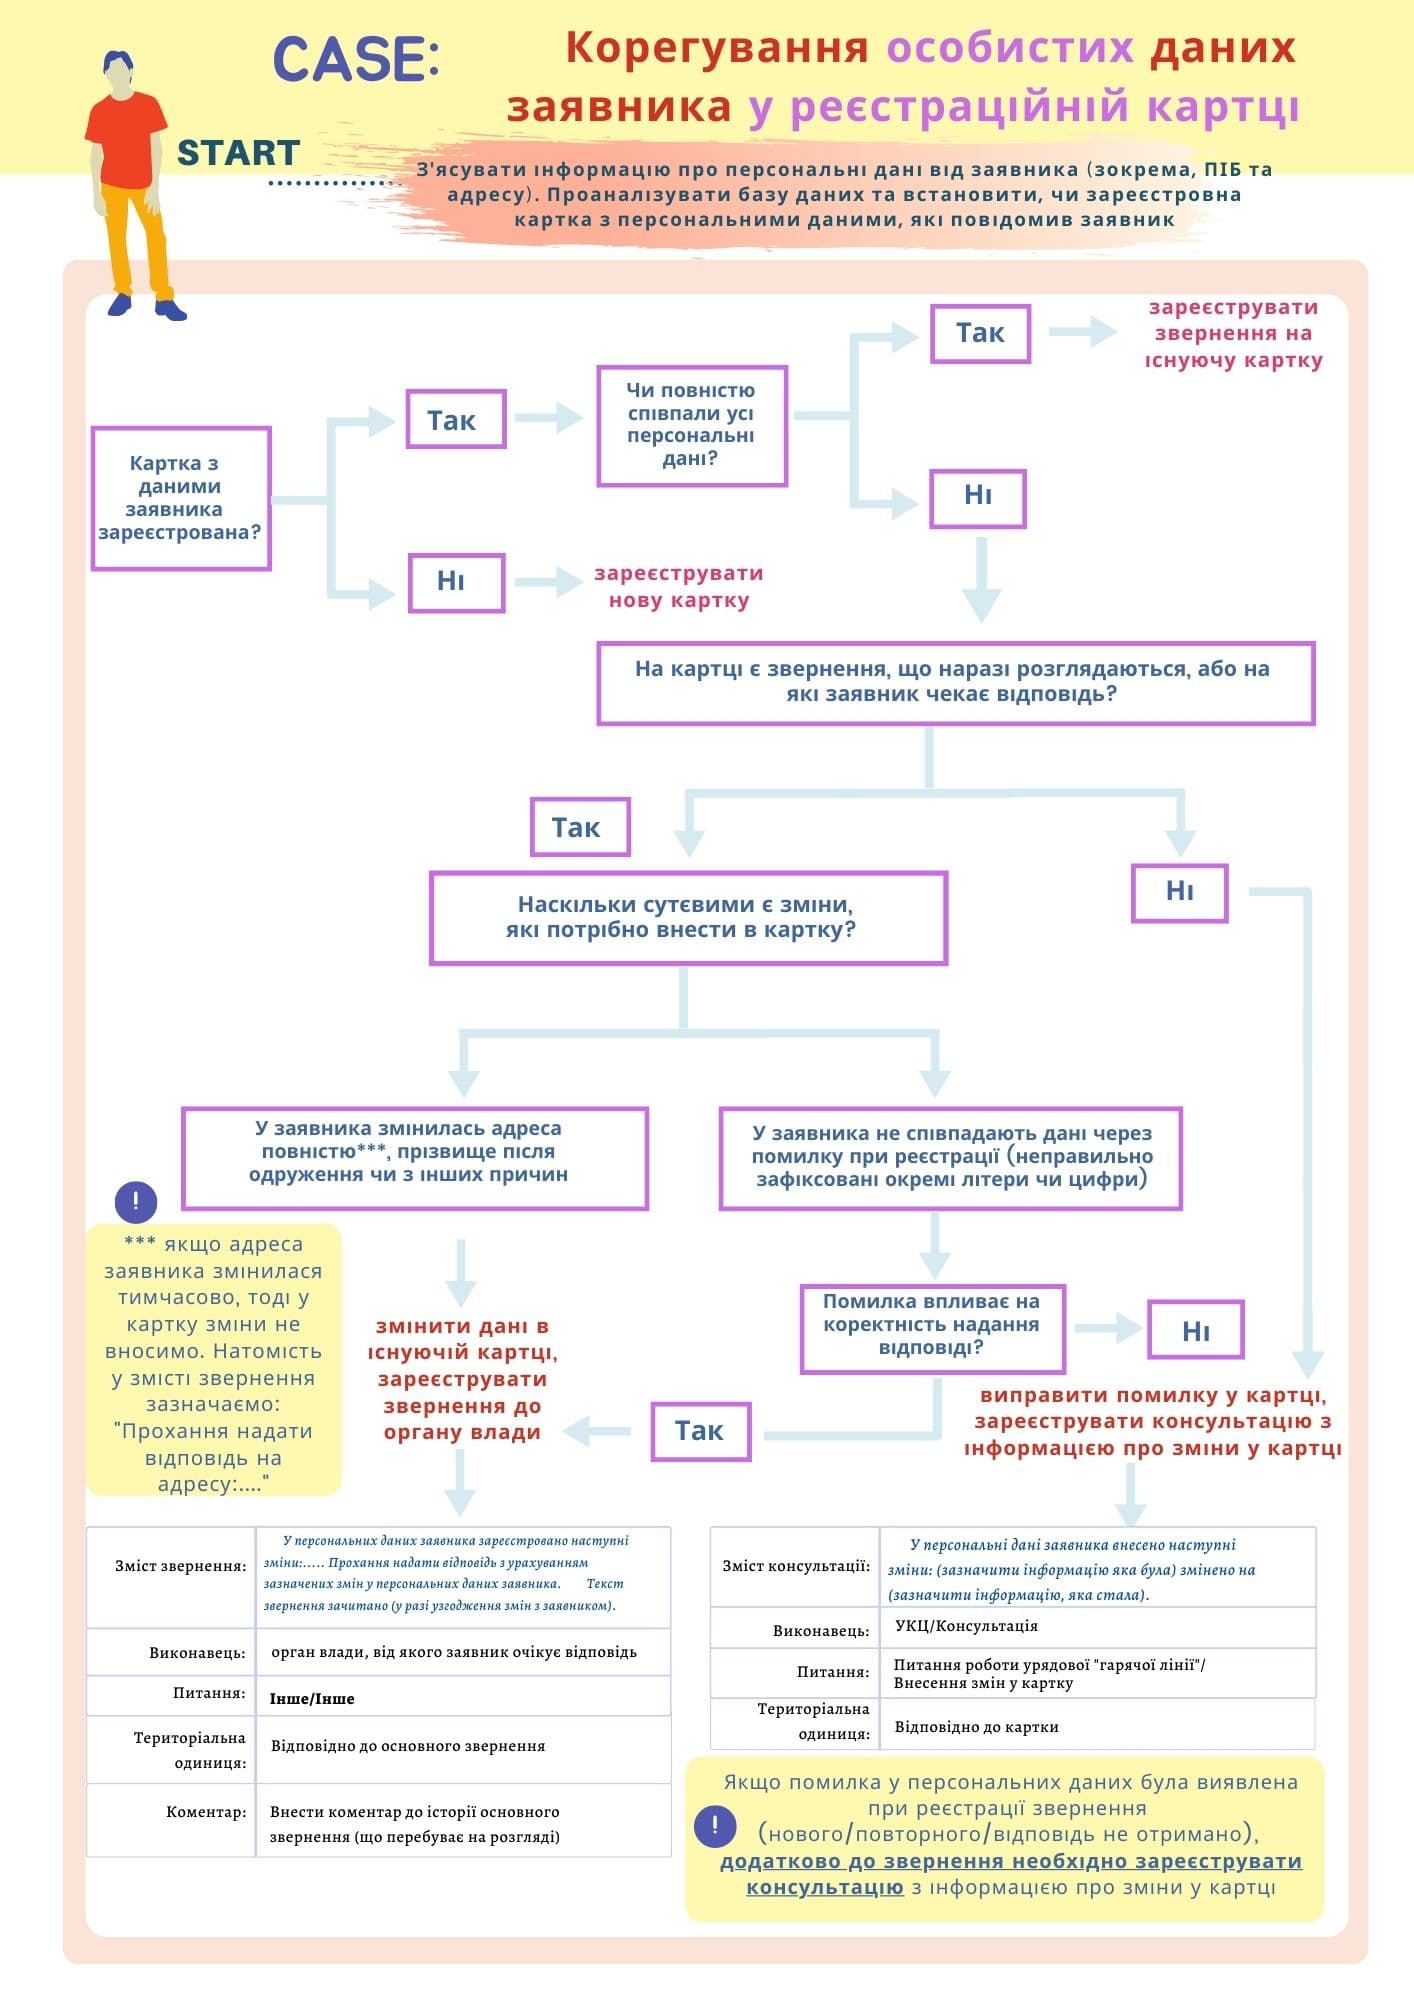 CASE:
Корегування особистих даних
заявника у реєстраційній картці
START
З'ясувати інформацію про персональні дані від заявника (зокрема, ПІБ та
адресу). Проаналізувати базу даних та встановити, чи зареєстровна
картка з персональними даними, які повідомив заявник
Картка з
даними
заявника
зареєстрована?
Так
Чи повністю
співпали усі
персональні
дані?
Так
зареєструвати
звернення на
існуючу картку
Ні
Ні
зареєструвати
нову картку
На картці є звернення, що наразі розглядаються, або на
які заявник чекає відповідь?
Так
Ні
Наскільки сутєвими є зміни,
які потрібно внести в картку?
У заявника змінилась адреса
повністю***, прізвище після
одруження чи з інших причин
У заявника не співпадають дані через
помилку при реєстрації (неправильно
зафіксовані окремі літери чи цифри)
!
*** якщо адреса
заявника змінилася
тимчасово, тоді у
картку зміни не
вносимо. Натомість
у змісті звернення
зазначаємо:
"Прохання надати
відповідь на
адресу:...."
змінити дані в
існуючій картці,
зареєструвати
звернення до
органу влади
Помилка впливає на
коректність надання
відповіді?
Ні
Так
виправити помилку у картці,
зареєструвати консультацію з
інформацією про зміни у картці
Зміст звернення:
У персональних даних заявника зареєстровано наступні
зміни:..... Прохання надати відповідь з урахуванням
зазначених змін у персональних даних заявника. Текст
звернення зачитано (у разі узгодження змін з заявником).
Виконавець:
орган влади, від якого заявник очікує відповідь
Питання:
Інше/Інше
Територіальна
одиниця:
Відповідно до основного звернення
Коментар:
Внести коментар до історії основного
звернення (що перебуває на розгляді)
Зміст консультації:
У персональні дані заявника внесено наступні
зміни: (зазначити інформацію яка була) змінено на
(зазначити інформацію, яка стала).
Виконавець:
УКЦ/Консультація
Питання:
Питання роботи урядової "гарячої лінії"/
Внесення змін у картку
Територіальна
одиниця:
Відповідно до картки
!
Якщо помилка у персональних даних була виявлена
при реєстрації звернення
(нового/повторного/відповідь не отримано),
додатково до звернення необхідно зареєструвати
консультацію з інформацією про зміни у картці